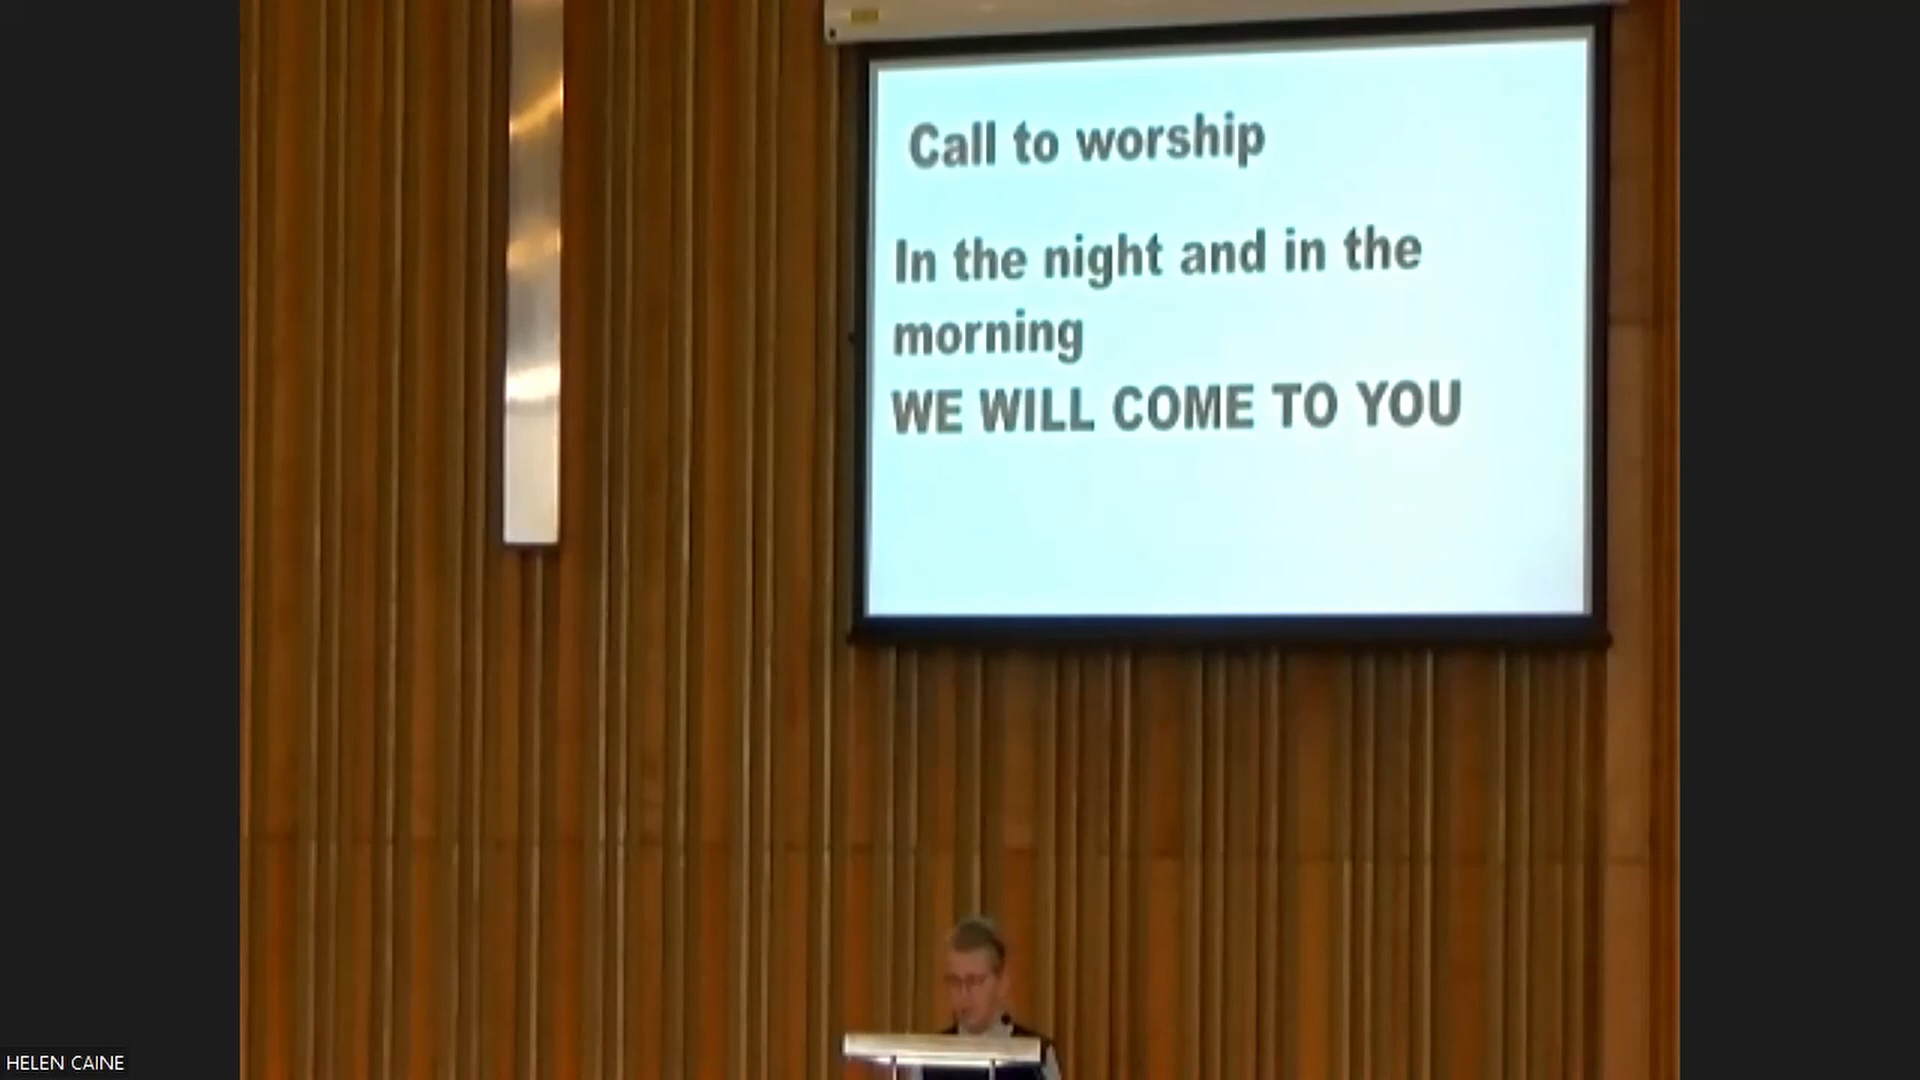 Call to worship
In the night and in the
morning
WE WILL COME TO YOU
HELEN CAINE